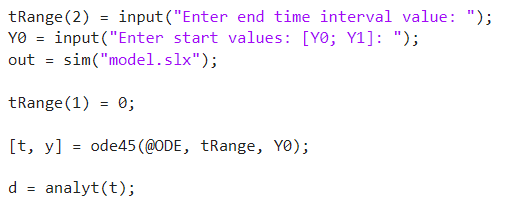 tRange(2) = input("Enter end time interval value: ");
Y0 = input("Enter start values: [Y0; Y1]: ");
out = sim("model.slx");
tRange(1) = 0;
[t, y] = ode45(@ODE, tRange, Y0);
d = analyt(t);